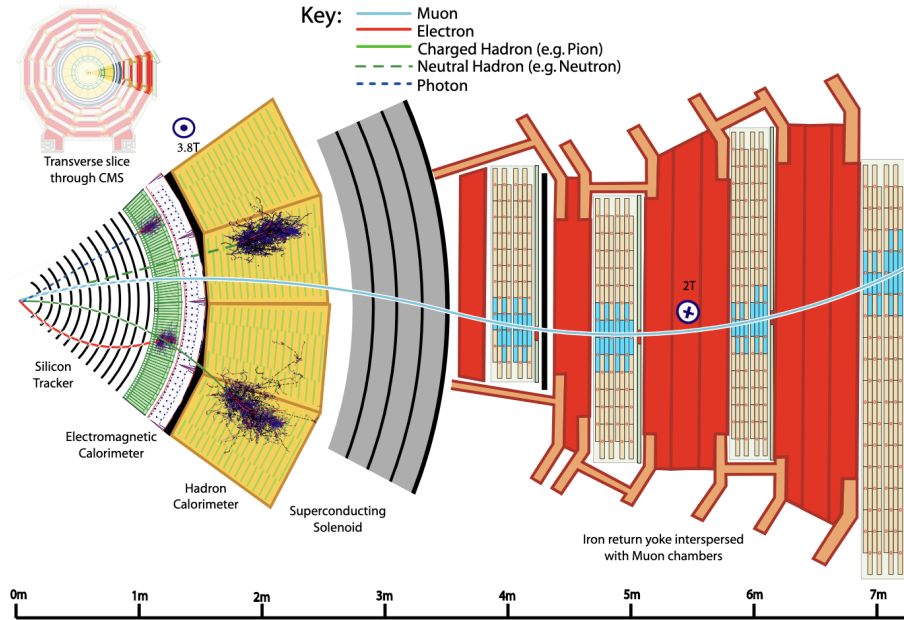 Key:
Muon
Electron
Charged Hadron (e.g. Pion)
Neutral Hadron (e.g. Neutron)
Photon
Transverse slice
through CMS
3.8T
2T
Silicon
Tracker
Electromagnetic
Calorimeter
Hadron
Calorimeter
Superconducting
Solenoid
Iron return yoke interspersed
with Muon chambers
0m
1m
2m
3m
4m
5m
6m
7m